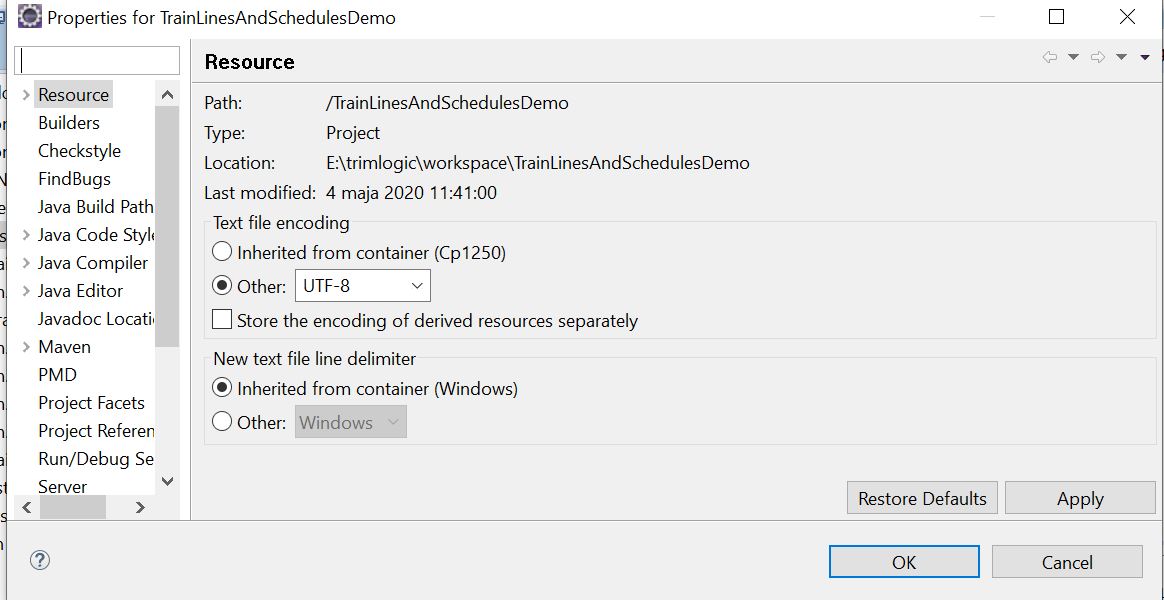 Properties for TrainLinesAndSchedulesDemo
Resource
Builders
Checkstyle
FindBugs
Java Build Path
Java Code Style
Java Compiler
Java Editor
Javadoc Locati
Maven
PMD
Project Facets
Project Referen
Run/Debug Se
Server
Resource
Path: /TrainLinesAndSchedulesDemo
Type: Project
Location: E:\trimlogic\workspace\TrainLinesAndSchedulesDemo
Last modified: 4 maja 2020 11:41:00
Text file encoding
Inherited from container (Cp1250)
Other: UTF-8
Store the encoding of derived resources separately
New text file line delimiter
Inherited from container (Windows)
Other: Windows
Restore Defaults Apply
? OK Cancel